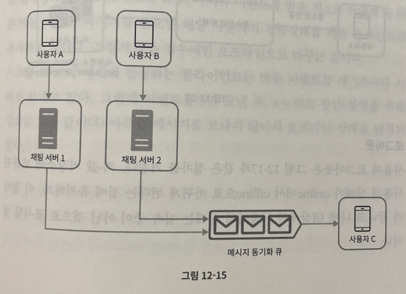 사용자 A
사용자 B
채팅 서버 1
채팅 서버 2
메시지 동기화 큐
사용자 C
그림 12-15